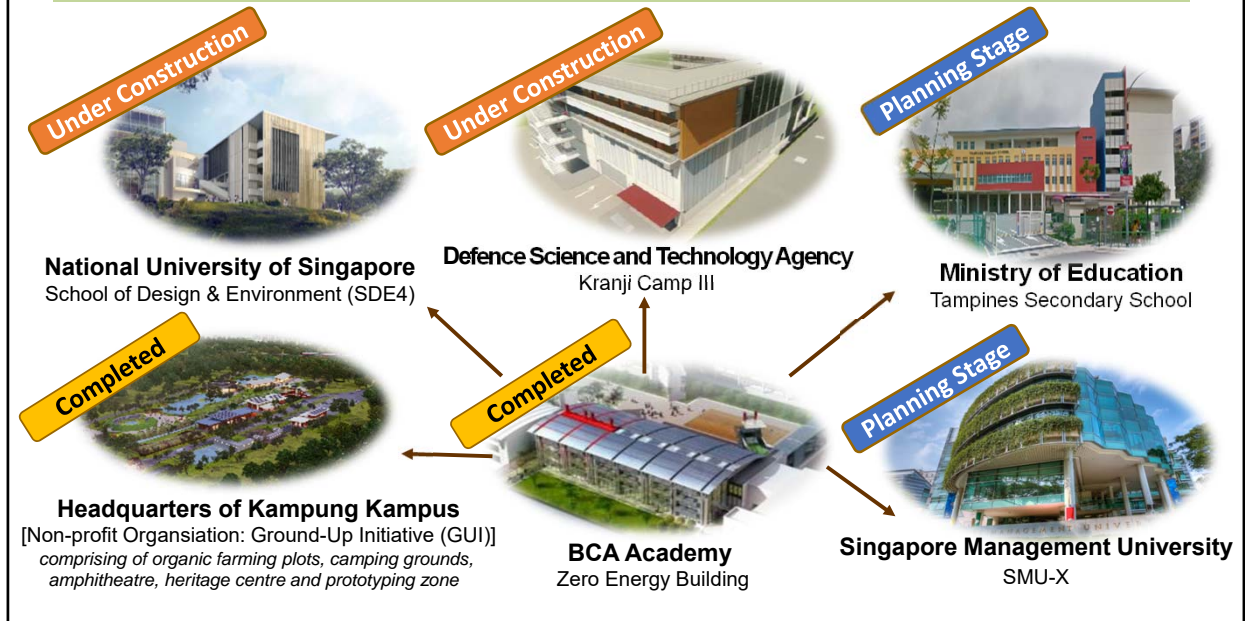 Under Construction
National University of Singapore
School of Design & Environment (SDE4)
Under Construction
Defence Science and Technology Agency
Kranji Camp III
Planning Stage
Ministry of Education
Tampines Secondary School
Completed
Headquarters of Kampung Kampus
[Non-profit Organsiation: Ground-Up Initiative (GUI)]
comprising of organic farming plots, camping grounds,
amphitheatre, heritage centre and prototyping zone
Completed
BCA Academy
Zero Energy Building
Planning Stage
MANAGEMENT UNIVER
Singapore Management University
SMU-X